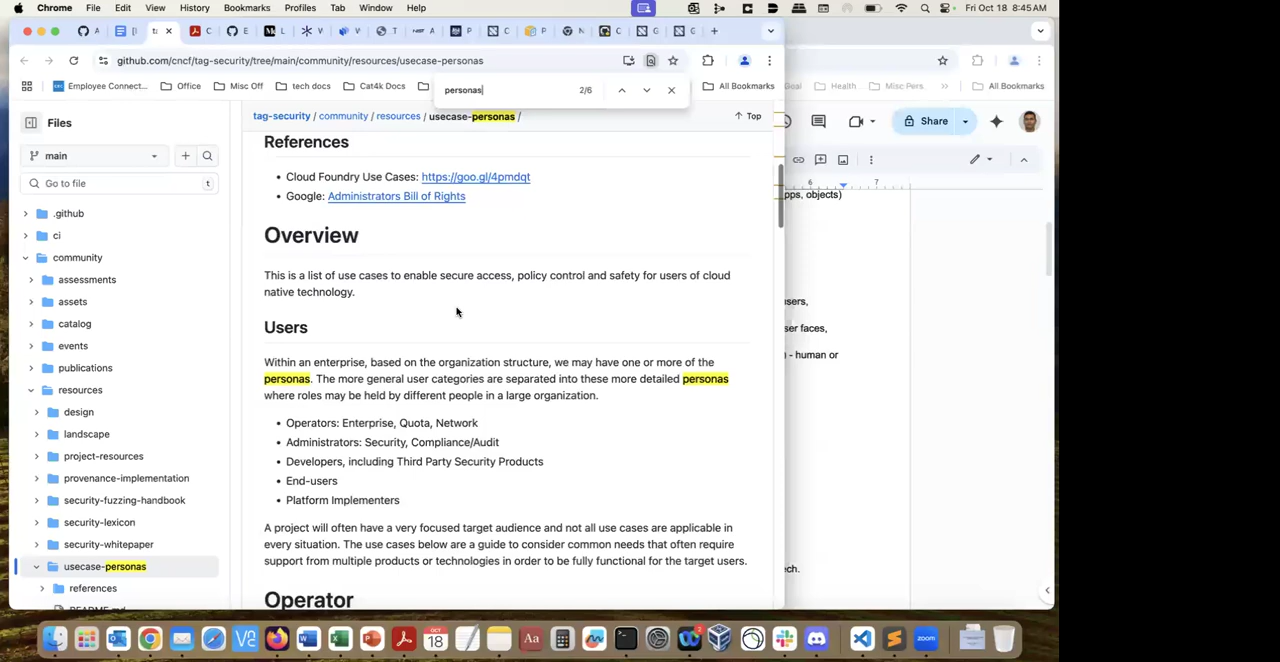 Chrome File Edit View History Bookmarks Profiles Tab Window Help Fri Oct 18 8:45 AM
github.com/cncf/tag-security/tree/main/community/resources/usecase-personas
personas 2/6
Employee Connect... Office Misc Off tech docs Cat4k Docs All Bookmarks
Goal Health Misc Pers. All Bookmarks
Files
tag-security / community / resources / usecase-personas / Top
Share
main
Go to file t
.github
ci
community
assessments
assets
catalog
events
publications
resources
design
landscape
project-resources
provenance-implementation
security-fuzzing-handbook
security-lexicon
security-whitepaper
usecase-personas
references
README.md
References
Cloud Foundry Use Cases: https://goo.gl/4pmdqt
Google: Administrators Bill of Rights
Overview
This is a list of use cases to enable secure access, policy control and safety for users of cloud
native technology.
Users
Within an enterprise, based on the organization structure, we may have one or more of the
personas. The more general user categories are separated into these more detailed personas
where roles may be held by different people in a large organization.
• Operators: Enterprise, Quota, Network
• Administrators: Security, Compliance/Audit
• Developers, including Third Party Security Products
• End-users
• Platform Implementers
A project will often have a very focused target audience and not all use cases are applicable in
every situation. The use cases below are a guide to consider common needs that often require
support from multiple products or technologies in order to be fully functional for the target users.
Operator
6 7
pps, objects)
users,
ser faces,
) - human or
ech.
OCT
18
Aa
zoom